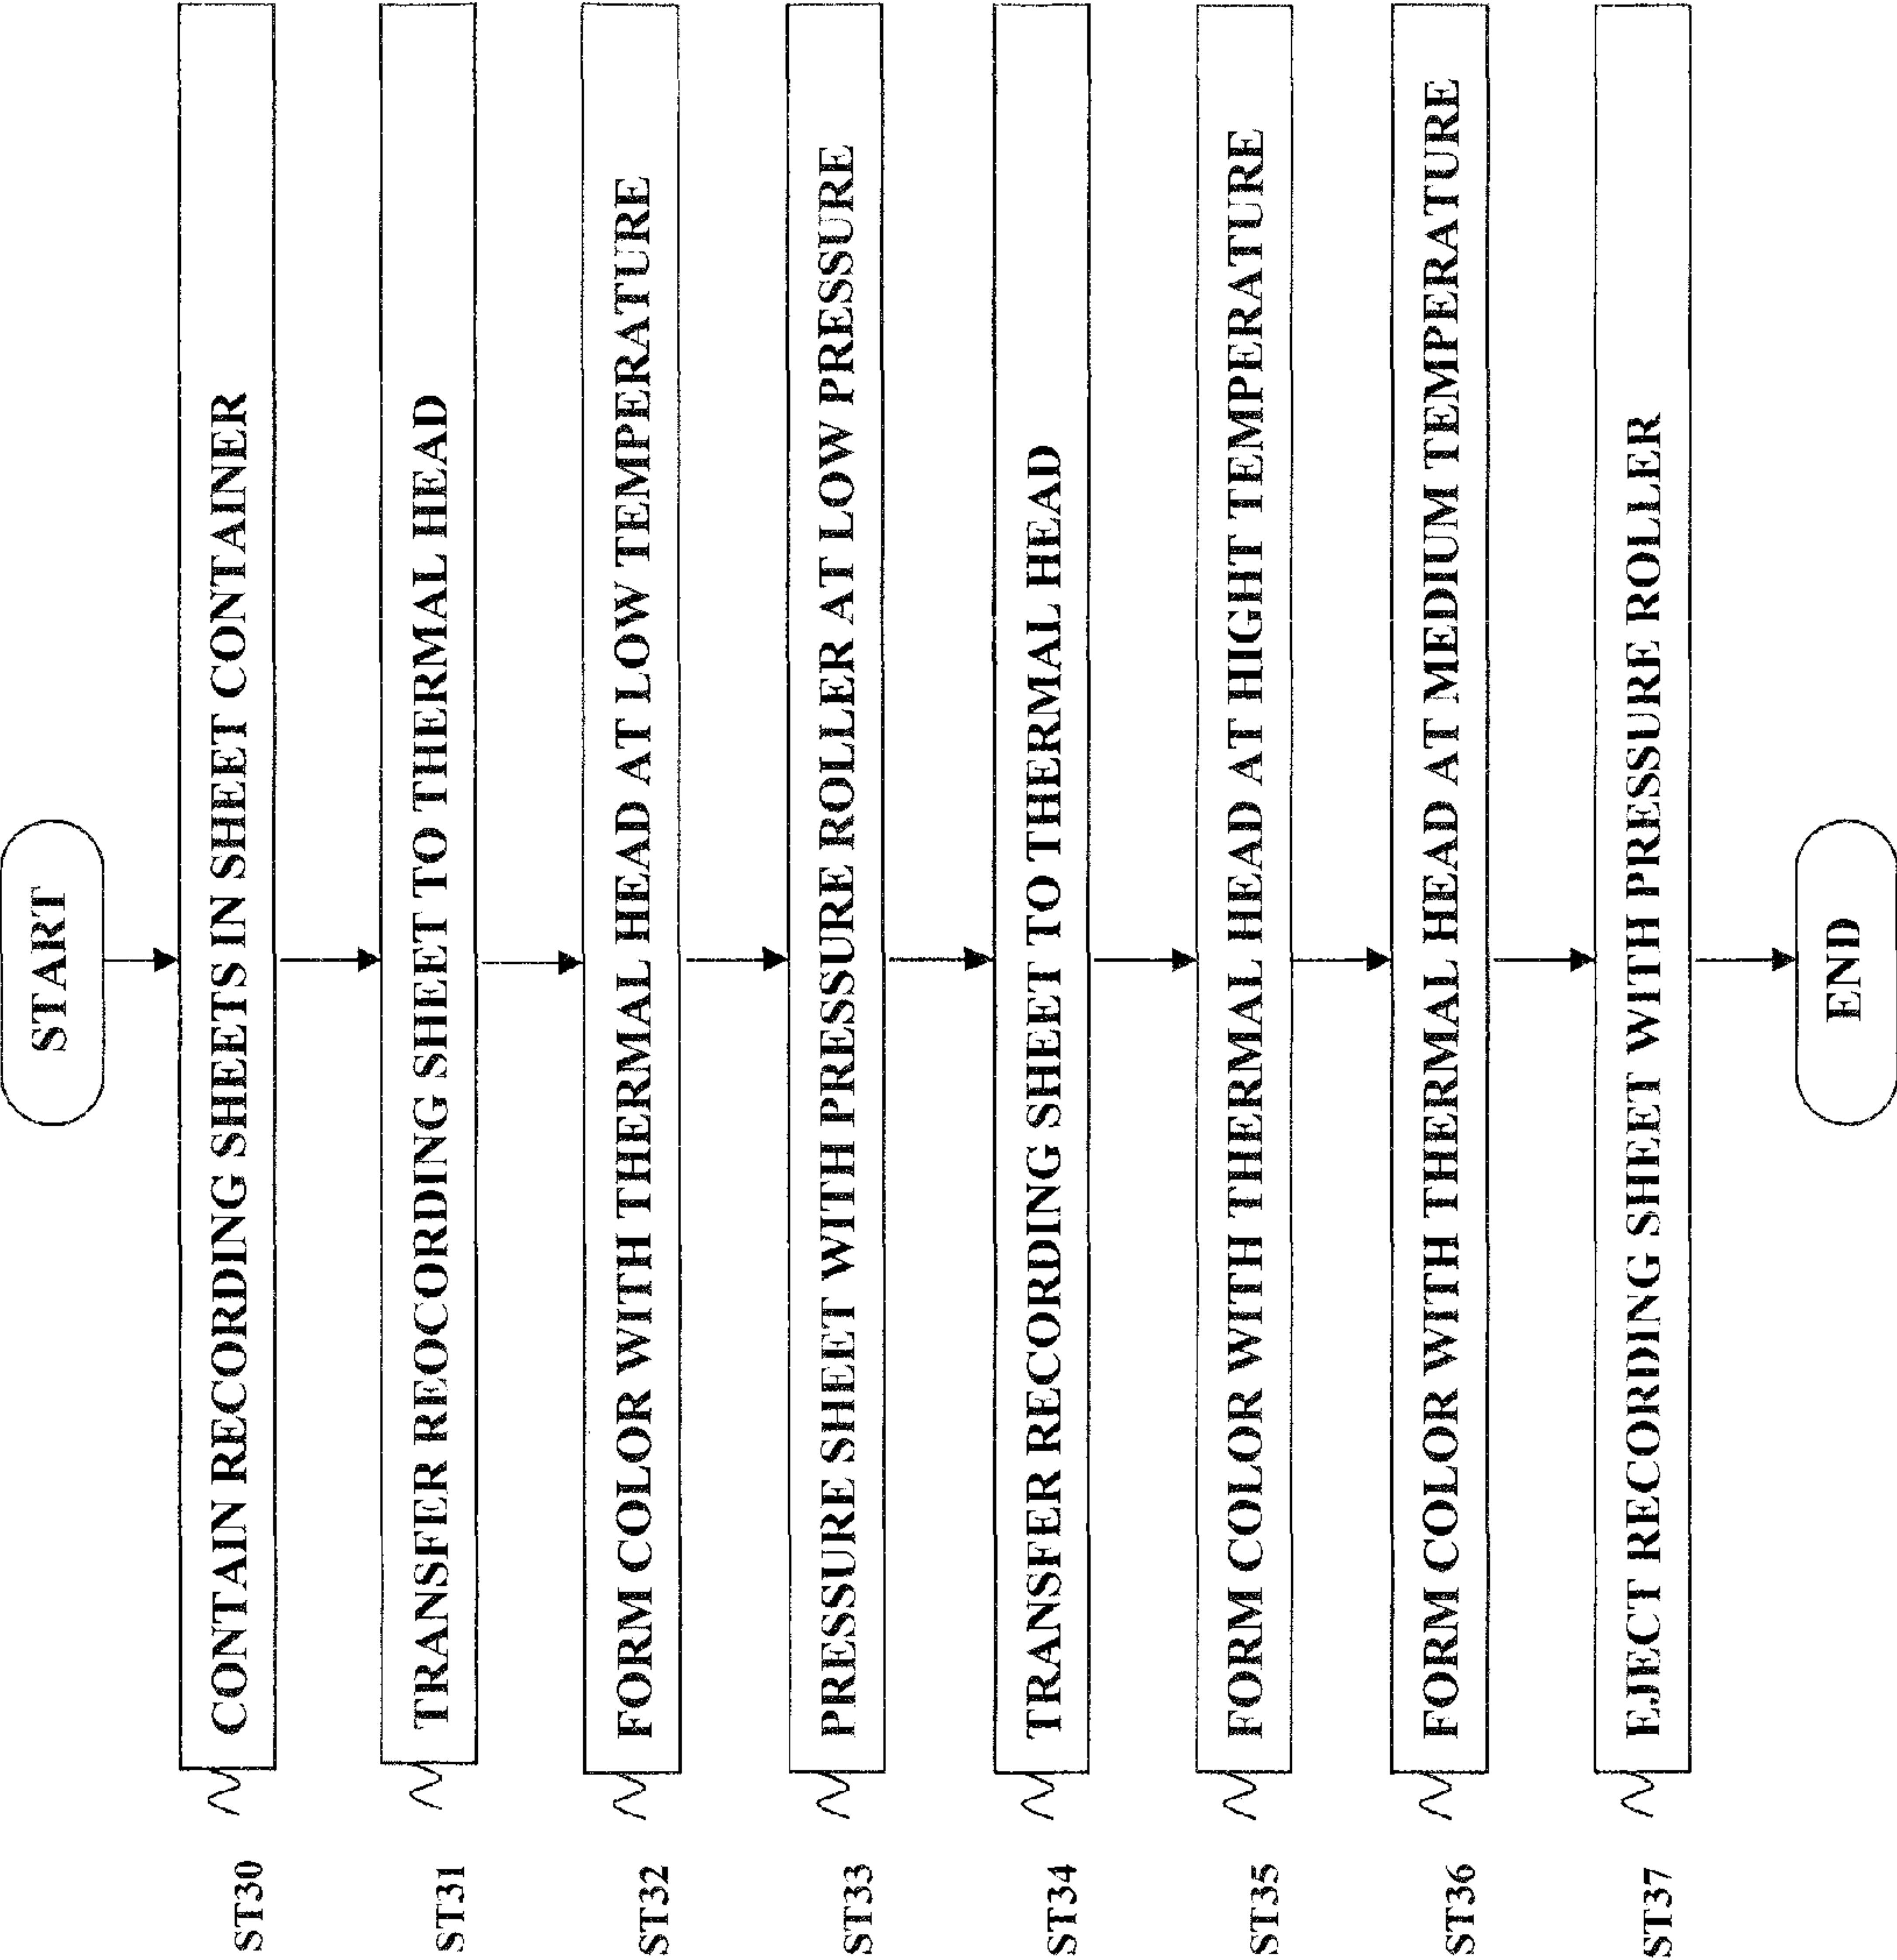 START
ST30 CONTAIN RECORDING SHEETS IN SHEET CONTAINER
ST31 TRANSFER REOCORDING SHEET TO THERMAL HEAD
ST32 FORM COLOR WITH THERMAL HEAD AT LOW TEMPERATURE
ST33 PRESSURE SHEET WITH PRESSURE ROLLER AT LOW PRESSURE
ST34 TRANSFER RECORDING SHEET TO THERMAL HEAD
ST35 FORM COLOR WITH THERMAL HEAD AT HIGHT TEMPERATURE
ST36 FORM COLOR WITH THERMAL HEAD AT MEDIUM TEMPERATURE
ST37 EJECT RECORDING SHEET WITH PRESSURE ROLLER
END